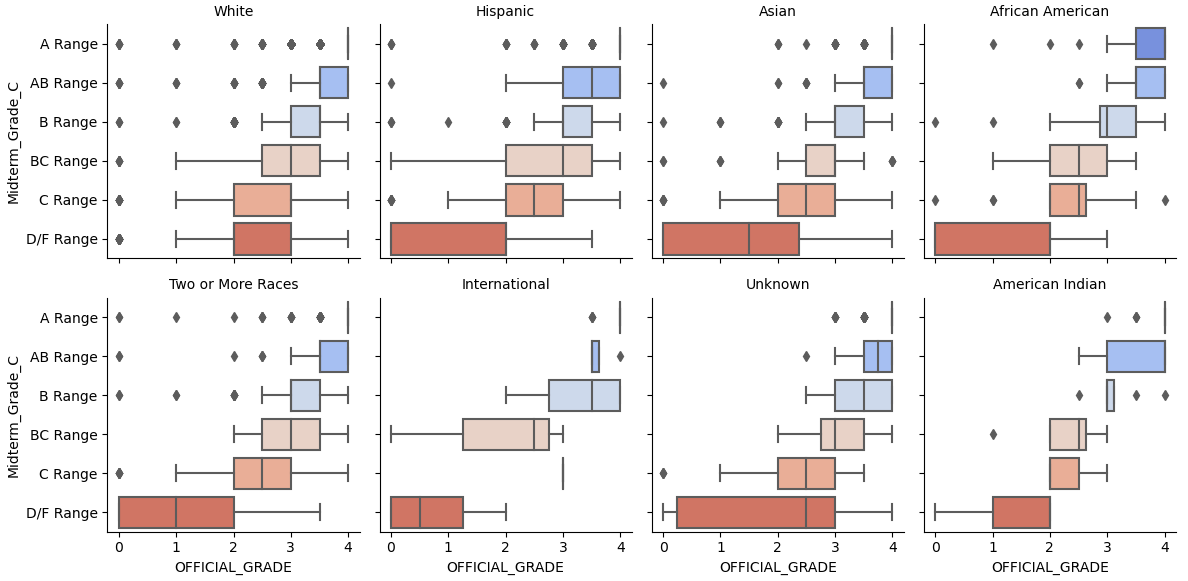 White
Hispanic
Asian
African American
Midterm_Grade_C
A Range
AB Range
B Range
BC Range
C Range
D/F Range
Two or More Races
International
Unknown
American Indian
Midterm_Grade_C
A Range
AB Range
B Range
BC Range
C Range
D/F Range
0 1 2 3 4
0 1 2 3 4
0 1 2 3 4
0 1 2 3 4
OFFICIAL_GRADE
OFFICIAL_GRADE
OFFICIAL_GRADE
OFFICIAL_GRADE